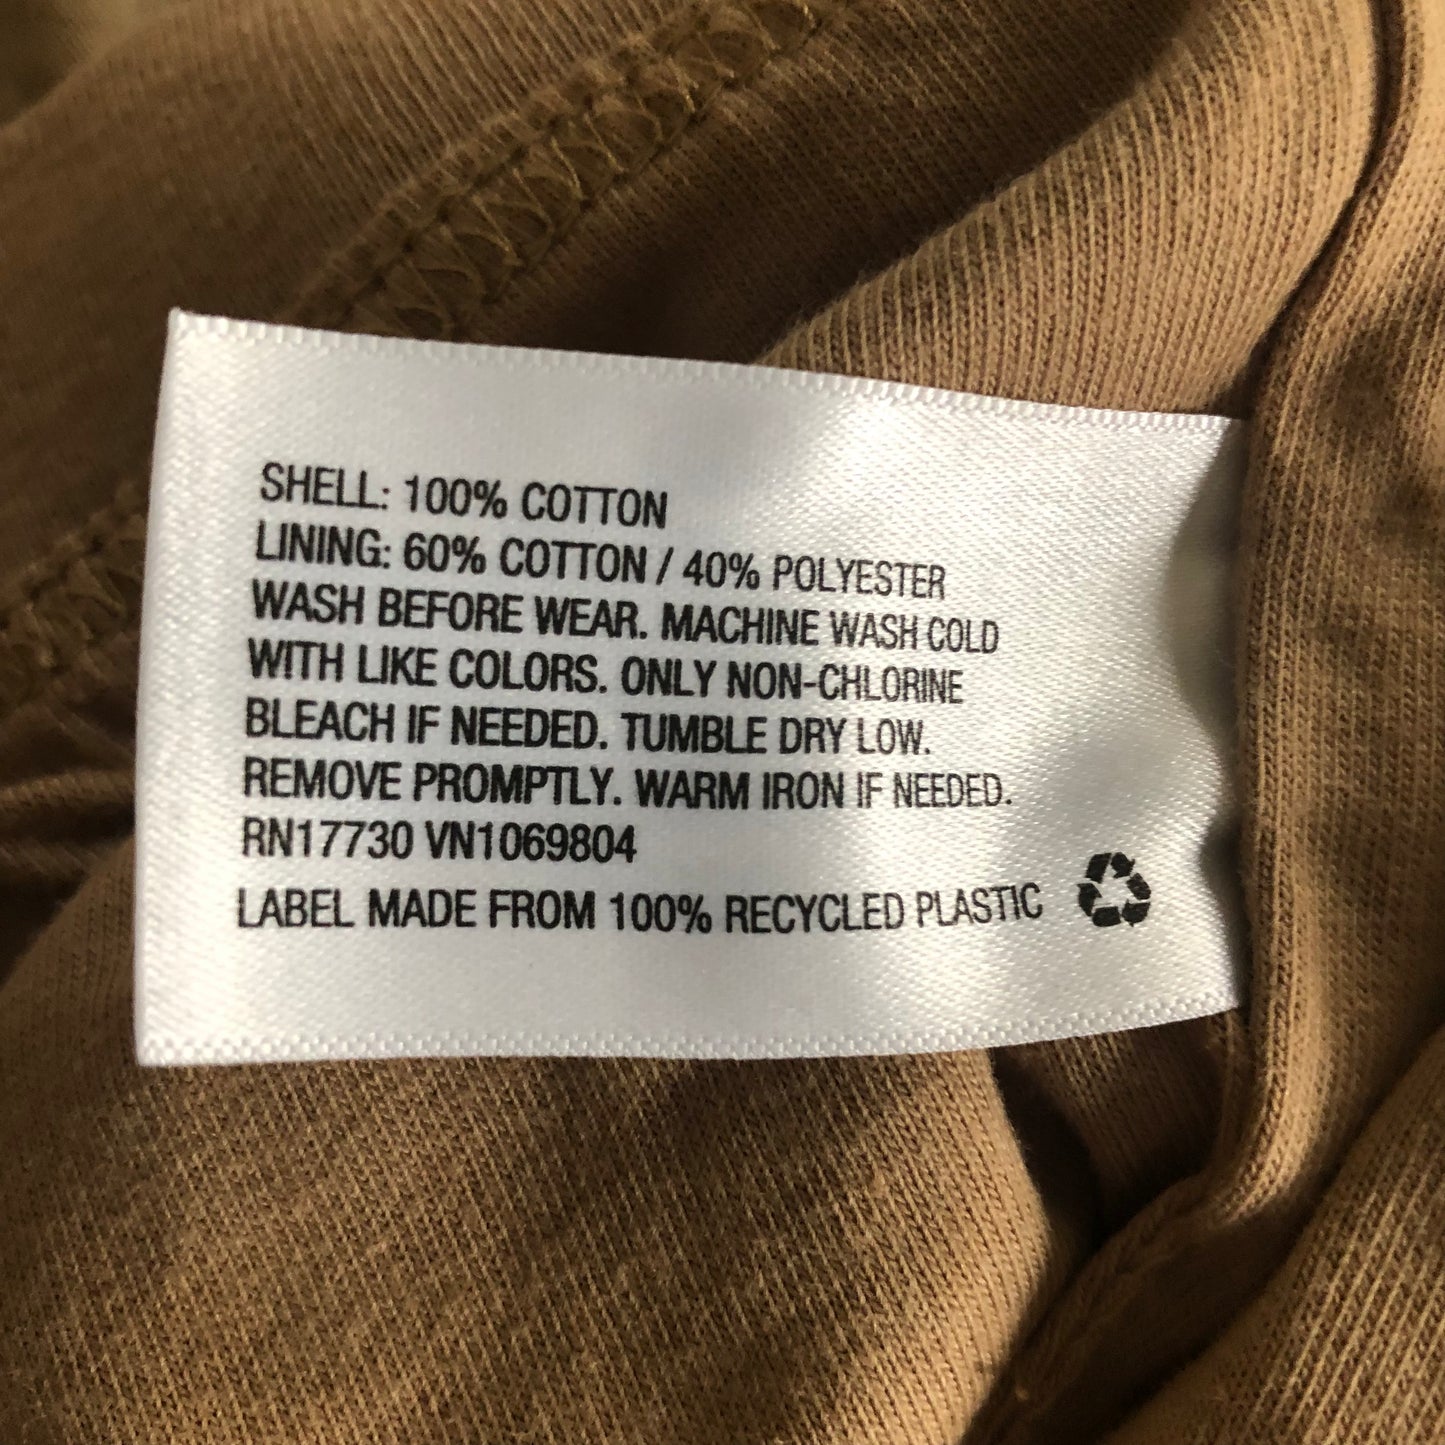 SHELL: 100% COTTON
LINING: 60% COTTON / 40% POLYESTER
WASH BEFORE WEAR. MACHINE WASH COLD
WITH LIKE COLORS. ONLY NON-CHLORINE
BLEACH IF NEEDED. TUMBLE DRY LOW.
REMOVE PROMPTLY. WARM IRON IF NEEDED.
RN17730 VN1069804
LABEL MADE FROM 100% RECYCLED PLASTIC